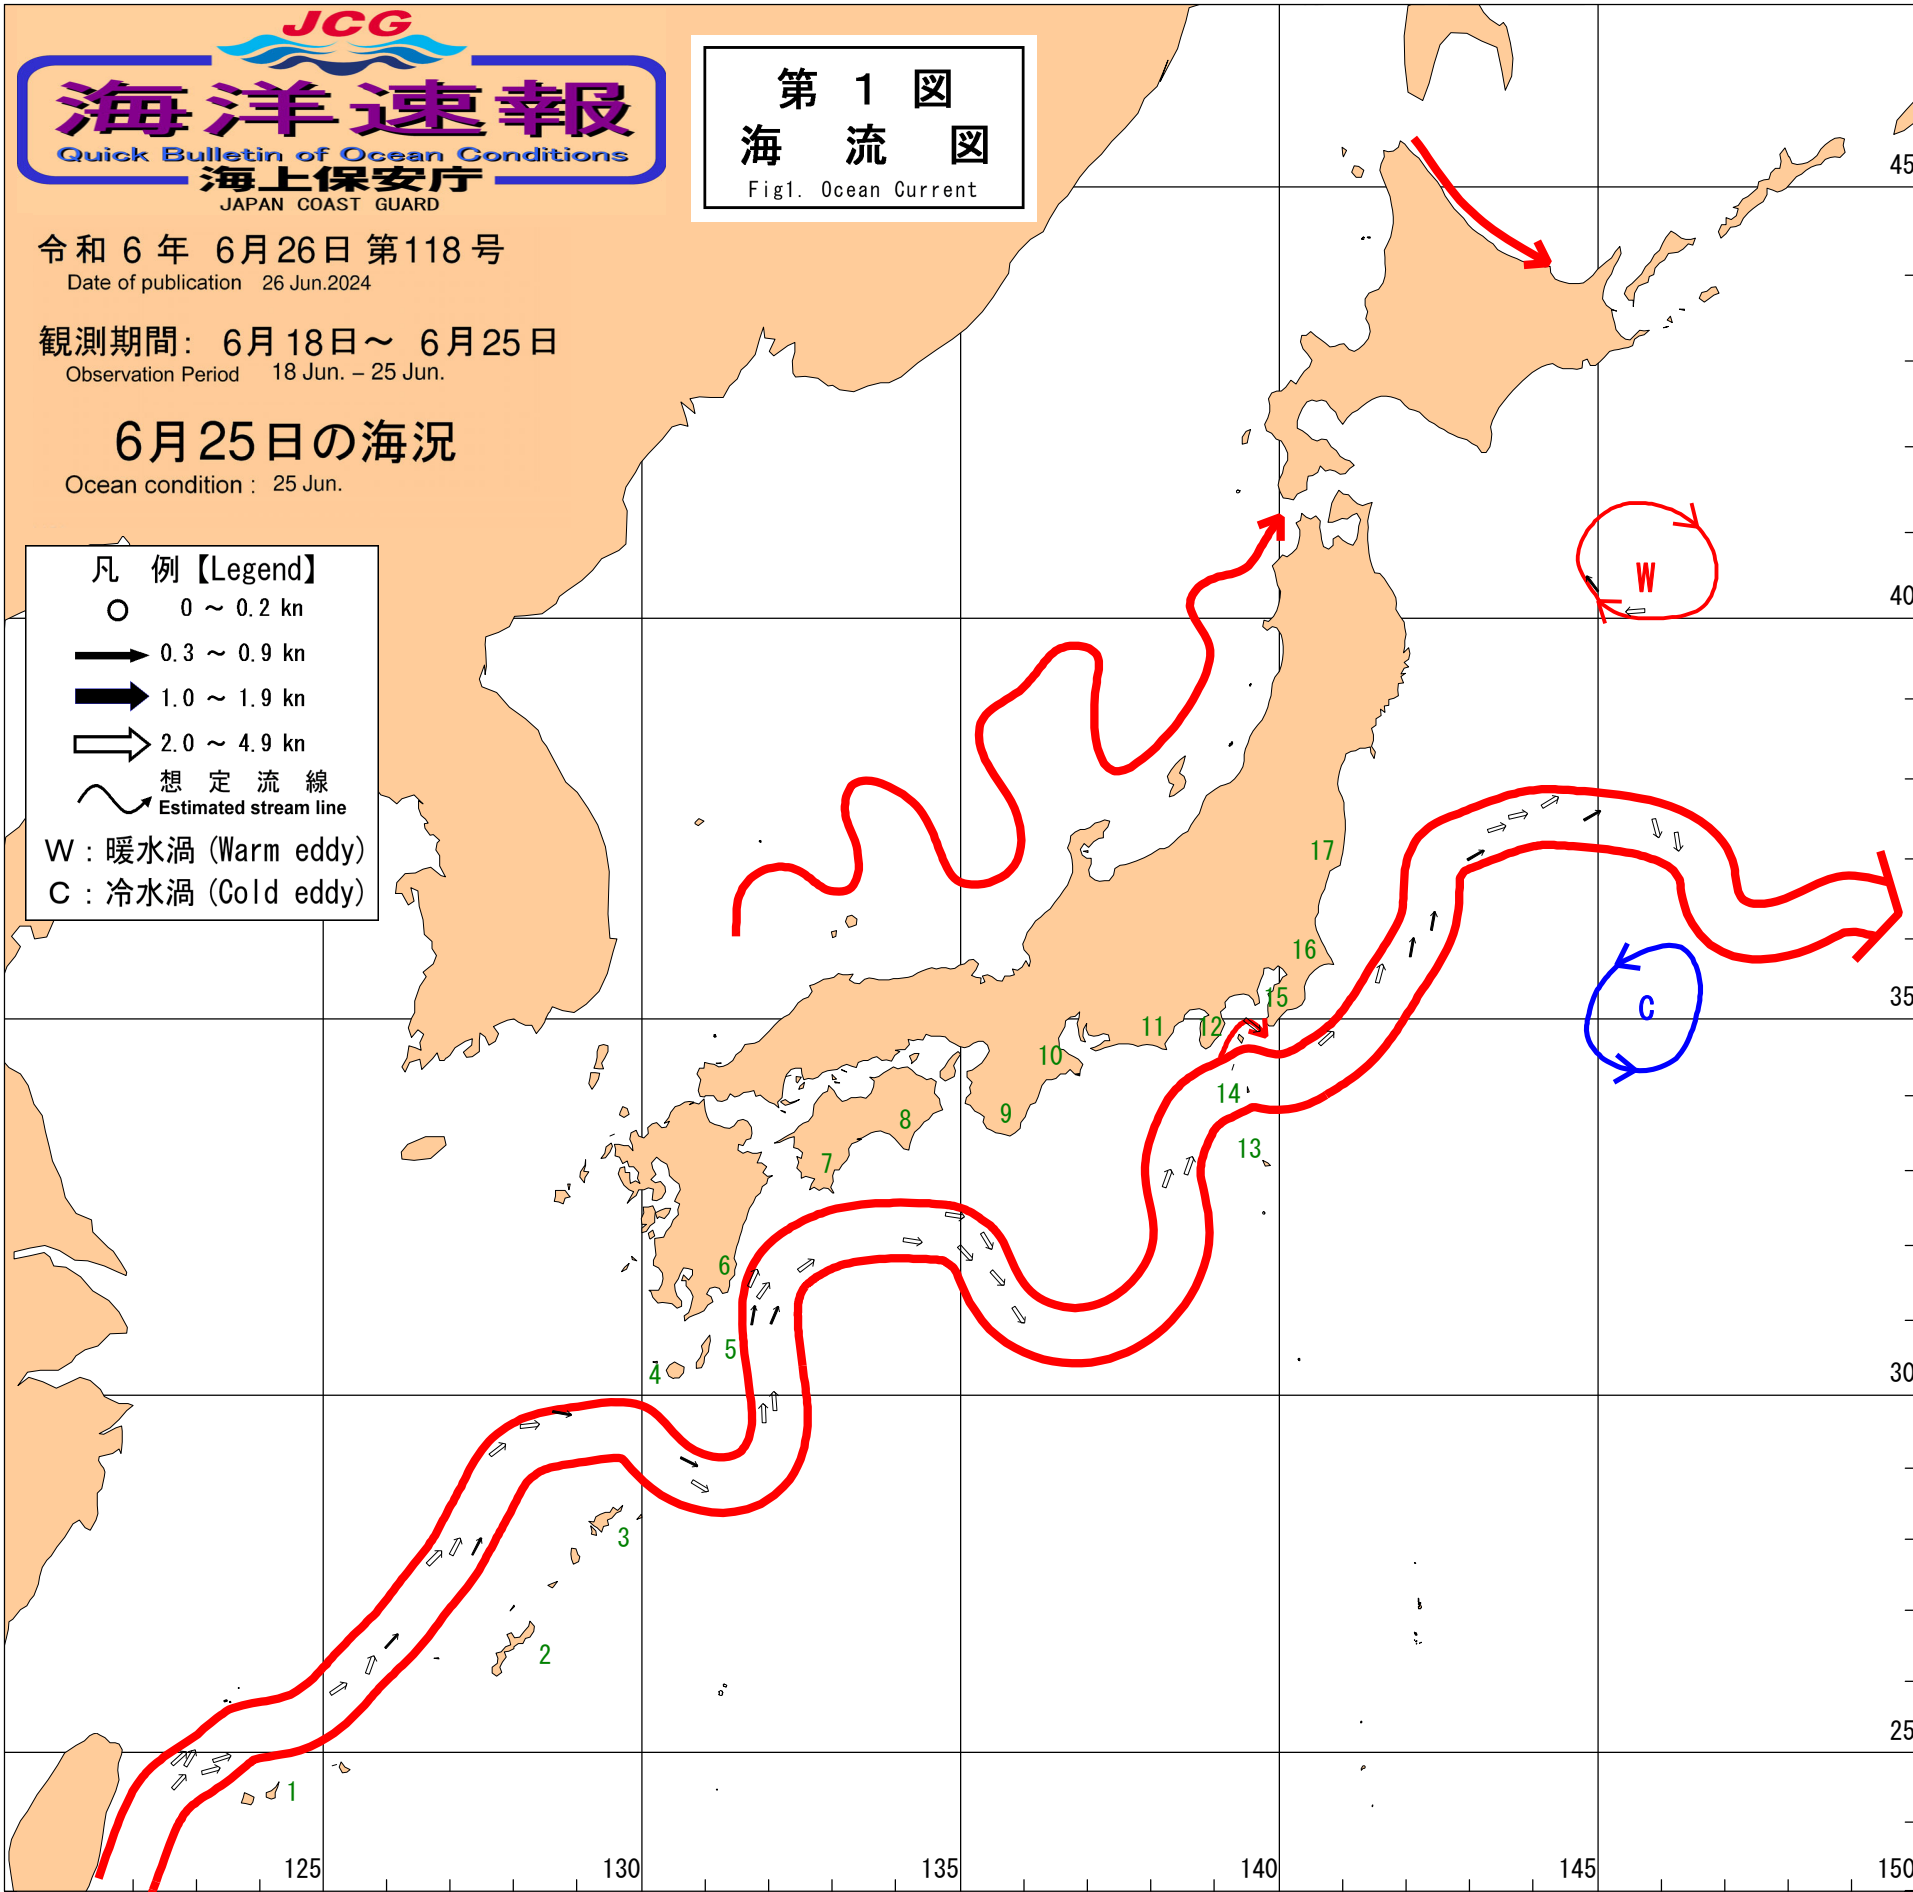 JCG
海洋速報
Quick Bulletin of Ocean Conditions
海上保安庁
JAPAN COAST GUARD
令和 6 年 6月26日 第118号
Date of publication 26 Jun.2024
観測期間: 6月18日～ 6月25日
Observation Period 18 Jun. – 25 Jun.
6月25日の海況
Ocean condition : 25 Jun.
第 1 図
海 流 図
Fig1. Ocean Current
凡 例【Legend】
0 ～ 0.2 kn
0.3 ～ 0.9 kn
1.0 ～ 1.9 kn
2.0 ～ 4.9 kn
想 定 流 線
Estimated stream line
W : 暖水渦 (Warm eddy)
C : 冷水渦 (Cold eddy)
45
W
40
17
16
35
15
C
12
11
10
14
9
8
13
7
6
5
4
30
3
2
25
1
125
130
135
140
145
150